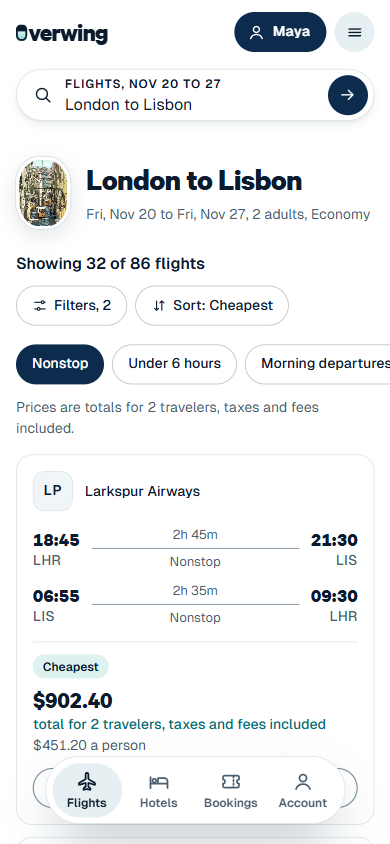 Overwing
Maya
FLIGHTS, NOV 20 TO 27
London to Lisbon
London to Lisbon
Fri, Nov 20 to Fri, Nov 27, 2 adults, Economy
Showing 32 of 86 flights
Filters, 2
Sort: Cheapest
Nonstop
Under 6 hours
Morning departures
Prices are totals for 2 travelers, taxes and fees
included.
LP
Larkspur Airways
18:45
2h 45m
21:30
LHR
Nonstop
LIS
06:55
2h 35m
09:30
LIS
Nonstop
LHR
Cheapest
$902.40
total for 2 travelers, taxes and fees included
$451.20 a person
Flights
Hotels
Bookings
Account